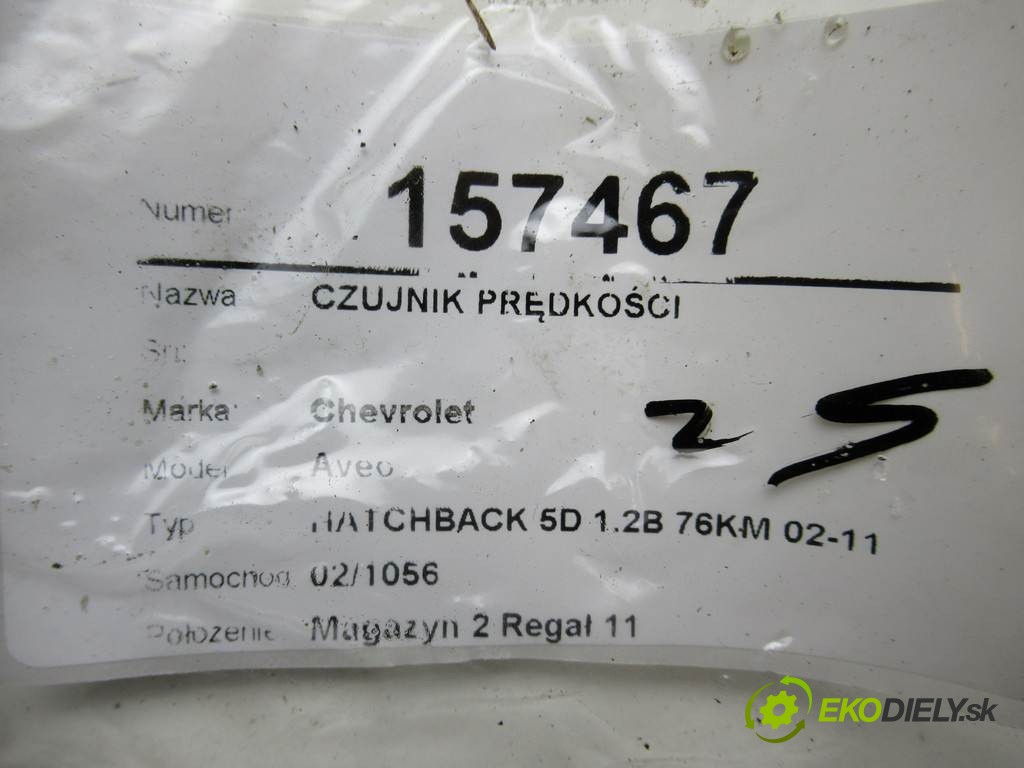 Numer 157467
Nazwa CZUJNIK PRĘDKOŚCI
Marka Chevrolet 25
Model Aveo
Typ HATCHBACK 5D 1.2B 76KM 02-11
Samochod 02/1056
Położenie Magazyn 2 Regał 11
EKODIELY.sk